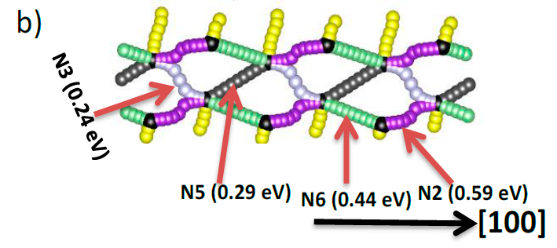 b)
N3 (0.24 eV)
N5 (0.29 eV) N6 (0.44 eV) N2 (0.59 eV)
[100]